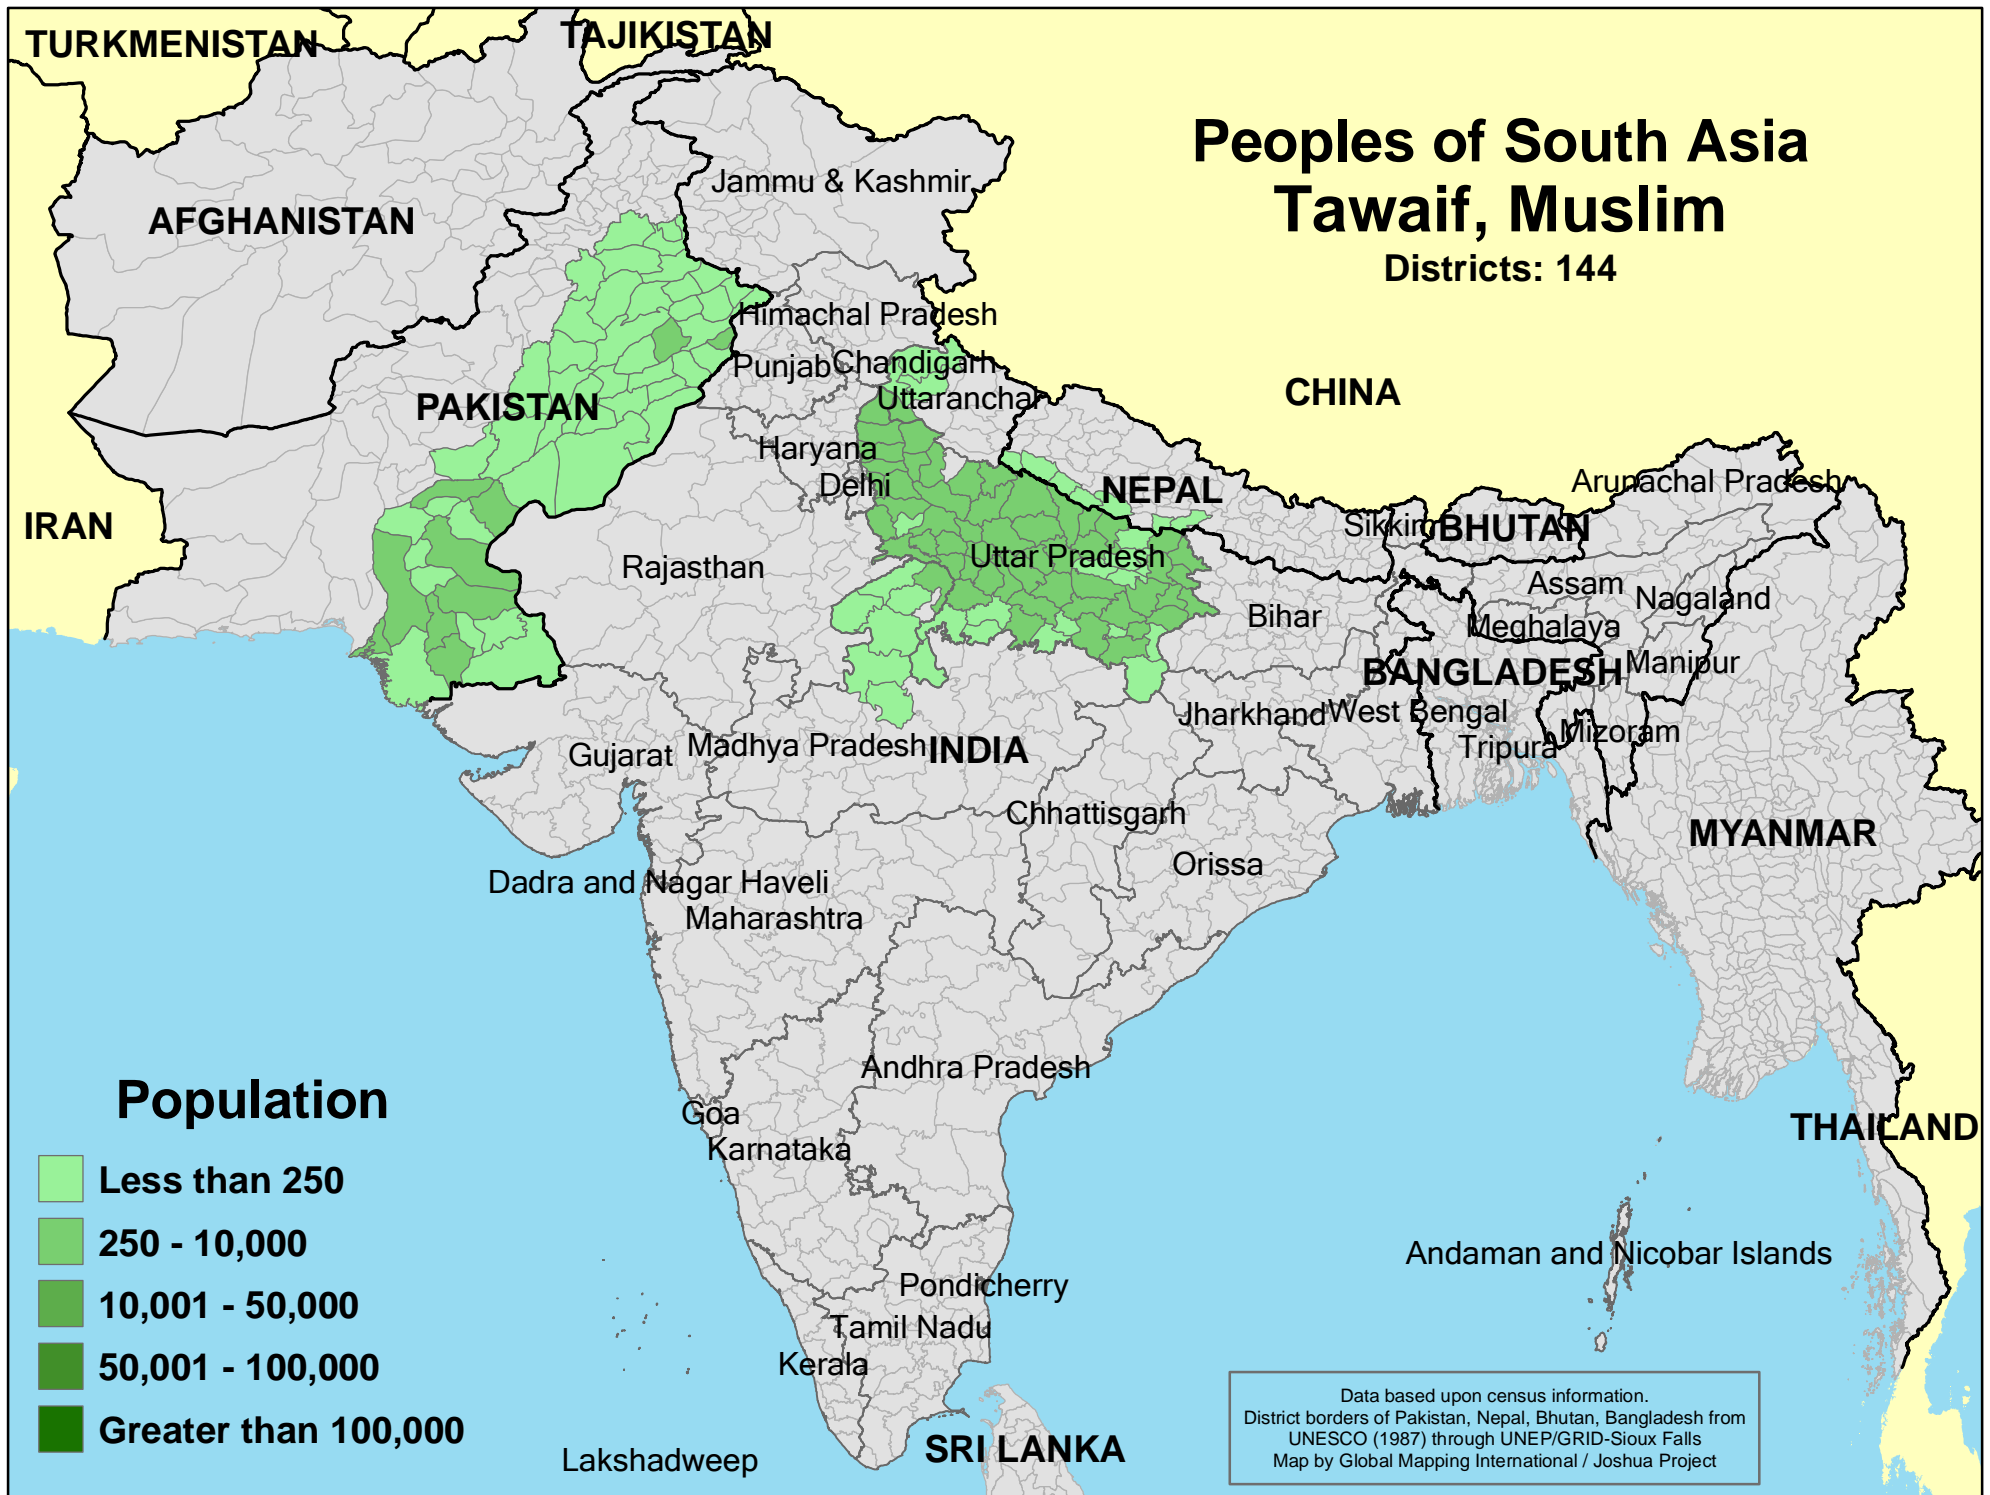 TURKMENISTAN
TAJIKISTAN
Peoples of South Asia
Tawaif, Muslim
Districts: 144
Jammu & Kashmir
AFGHANISTAN
Himachal Pradesh
Punjab
Chandigarh
Uttaranchal
CHINA
PAKISTAN
Haryana
Delhi
NEPAL
Arunachal Pradesh
IRAN
Sikkim
BHUTAN
Rajasthan
Uttar Pradesh
Assam
Nagaland
Bihar
Meghalaya
BANGLADESH
Manipur
Jharkhand
West Bengal
Tripura
Mizoram
Gujarat
Madhya Pradesh
INDIA
Chhattisgarh
MYANMAR
Orissa
Dadra and Nagar Haveli
Maharashtra
Andhra Pradesh
Population
Goa
Karnataka
THAILAND
Less than 250
250 - 10,000
10,001 - 50,000
50,001 - 100,000
Greater than 100,000
Andaman and Nicobar Islands
Pondicherry
Tamil Nadu
Kerala
Lakshadweep
SRI LANKA
Data based upon census information.
District borders of Pakistan, Nepal, Bhutan, Bangladesh from
UNESCO (1987) through UNEP/GRID-Sioux Falls
Map by Global Mapping International / Joshua Project